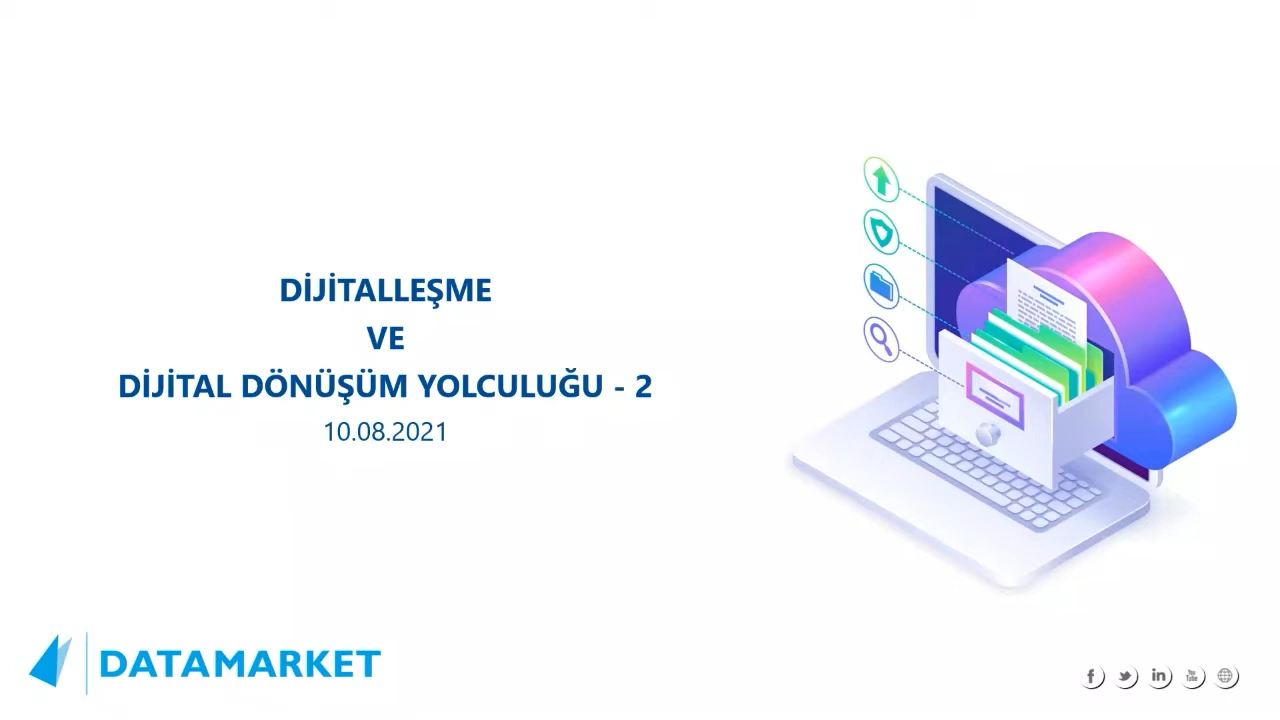 DİJİTALLEŞME
VE
DİJİTAL DÖNÜŞÜM YOLCULUĞU - 2
10.08.2021
DATAMARKET